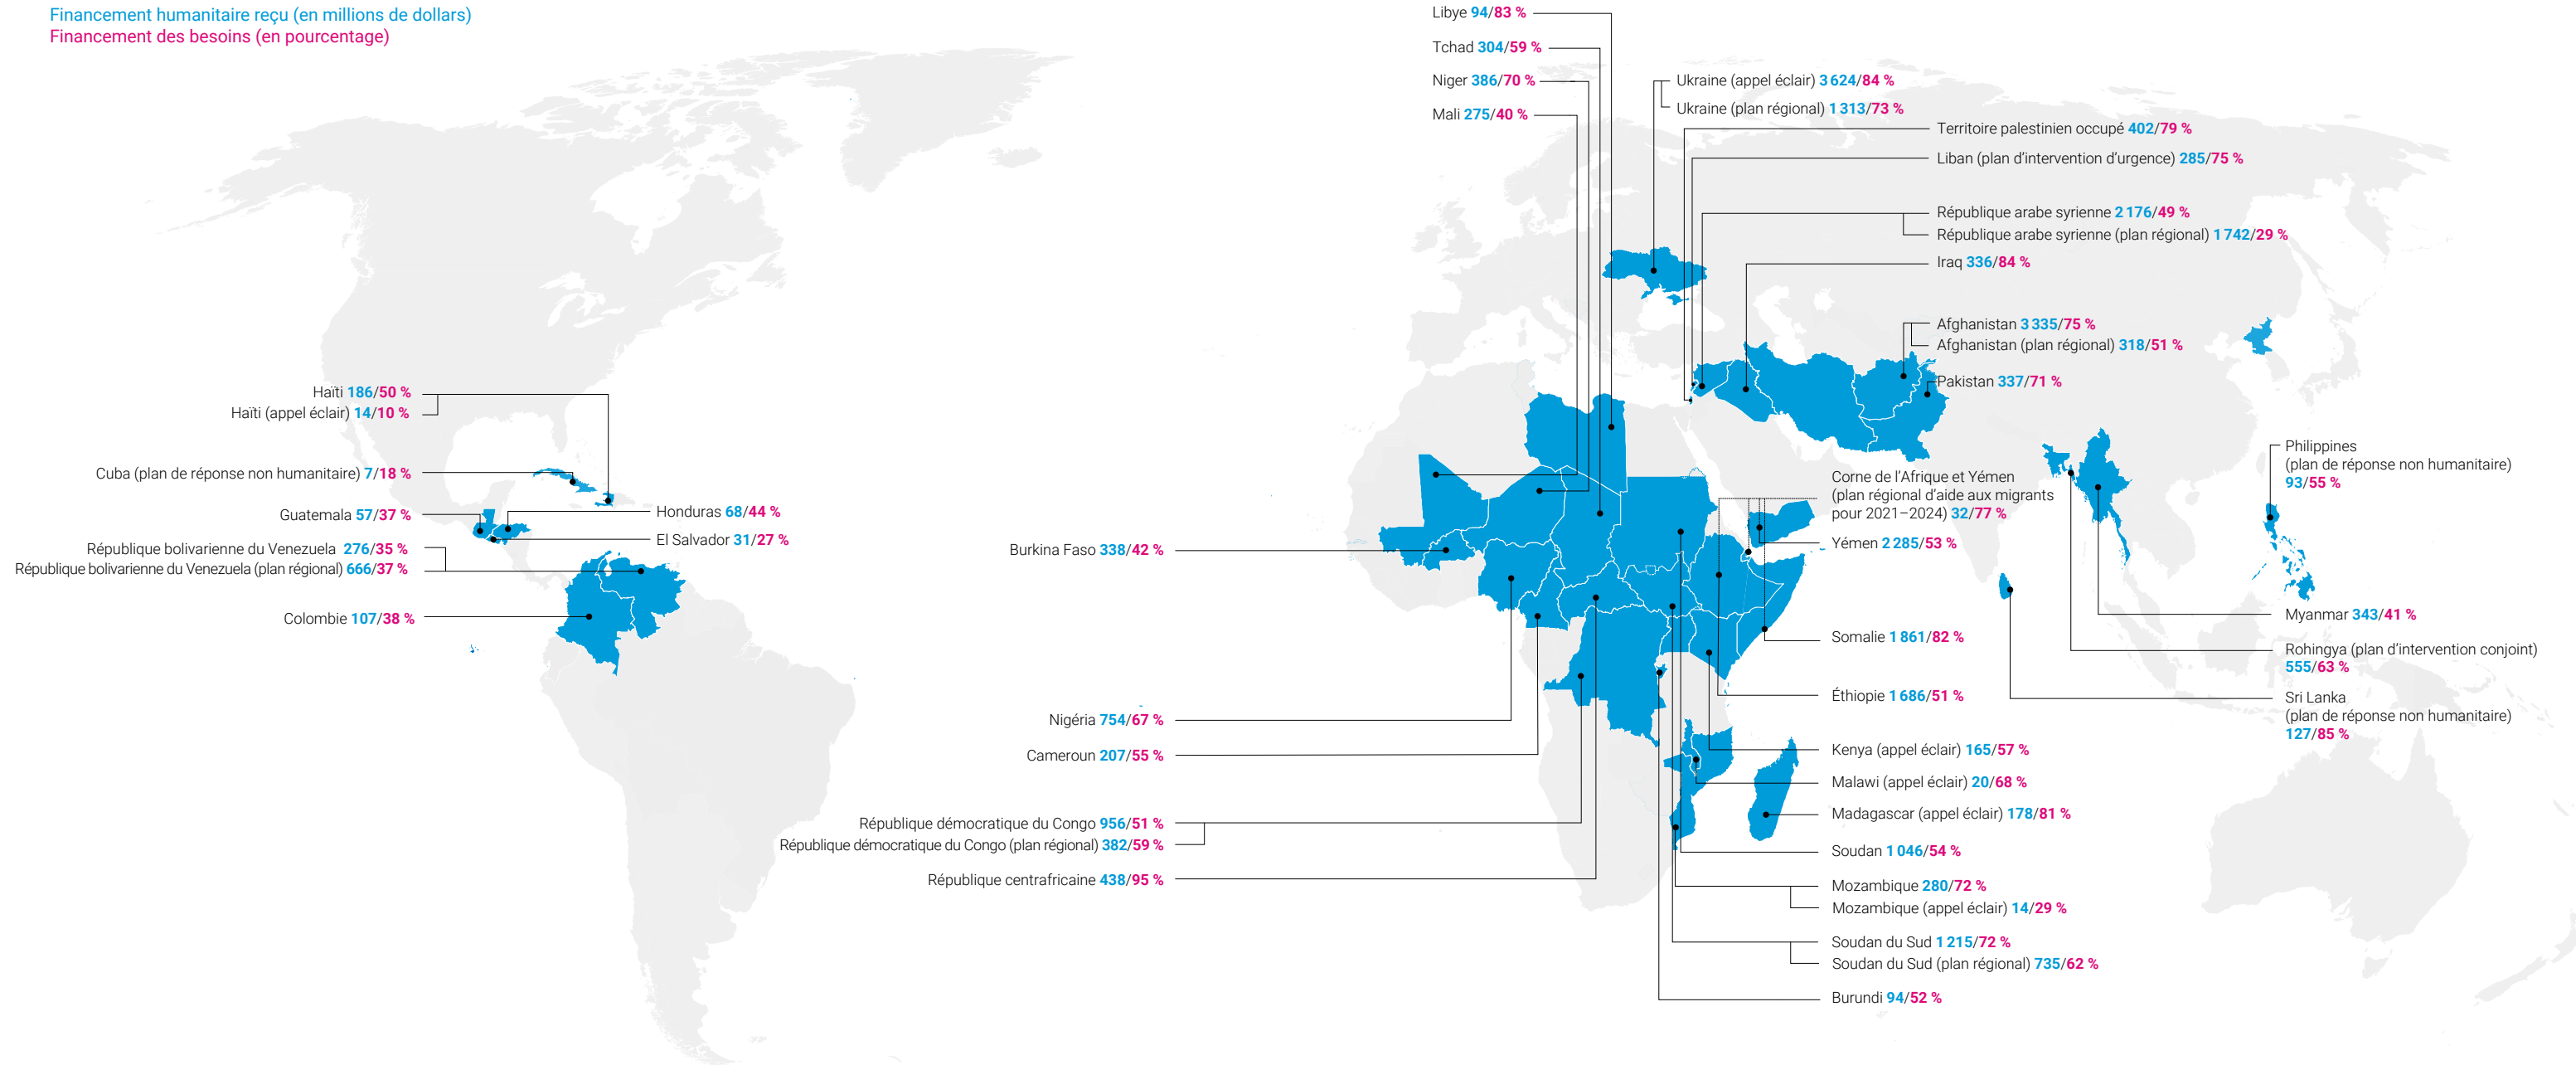 Financement humanitaire reçu (en millions de dollars)
Financement des besoins (en pourcentage)
Libye 94/83 %
Tchad 304/59 %
Niger 386/70 %
Mali 275/40 %
Ukraine (appel éclair) 3 624/84 %
Ukraine (plan régional) 1 313/73 %
Territoire palestinien occupé 402/79 %
Liban (plan d’intervention d’urgence) 285/75 %
République arabe syrienne 2 176/49 %
République arabe syrienne (plan régional) 1 742/29 %
Iraq 336/84 %
Afghanistan 3 335/75 %
Afghanistan (plan régional) 318/51 %
Pakistan 337/71 %
Haïti 186/50 %
Haïti (appel éclair) 14/10 %
Cuba (plan de réponse non humanitaire) 7/18 %
Guatemala 57/37 %
Honduras 68/44 %
El Salvador 31/27 %
République bolivarienne du Venezuela 276/35 %
République bolivarienne du Venezuela (plan régional) 666/37 %
Colombie 107/38 %
Burkina Faso 338/42 %
Nigéria 754/67 %
Cameroun 207/55 %
République démocratique du Congo 956/51 %
République démocratique du Congo (plan régional) 382/59 %
République centrafricaine 438/95 %
Corne de l’Afrique et Yémen
(plan régional d’aide aux migrants
pour 2021–2024) 32/77 %
Yémen 2 285/53 %
Somalie 1 861/82 %
Éthiopie 1 686/51 %
Kenya (appel éclair) 165/57 %
Malawi (appel éclair) 20/68 %
Madagascar (appel éclair) 178/81 %
Soudan 1 046/54 %
Mozambique 280/72 %
Mozambique (appel éclair) 14/29 %
Soudan du Sud 1 215/72 %
Soudan du Sud (plan régional) 735/62 %
Burundi 94/52 %
Philippines
(plan de réponse non humanitaire)
93/55 %
Myanmar 343/41 %
Rohingya (plan d’intervention conjoint)
555/63 %
Sri Lanka
(plan de réponse non humanitaire)
127/85 %